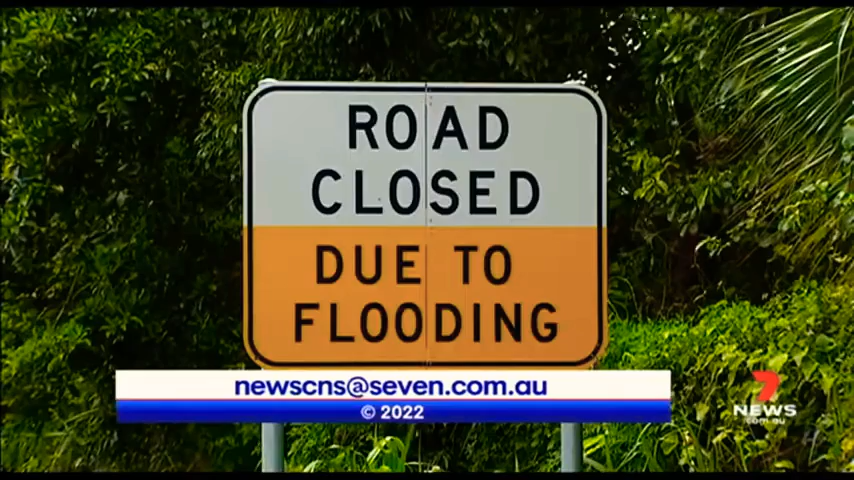 ROAD
CLOSED
DUE TO
FLOODING
newscns@seven.com.au
© 2022
7
NEWS
.com.au